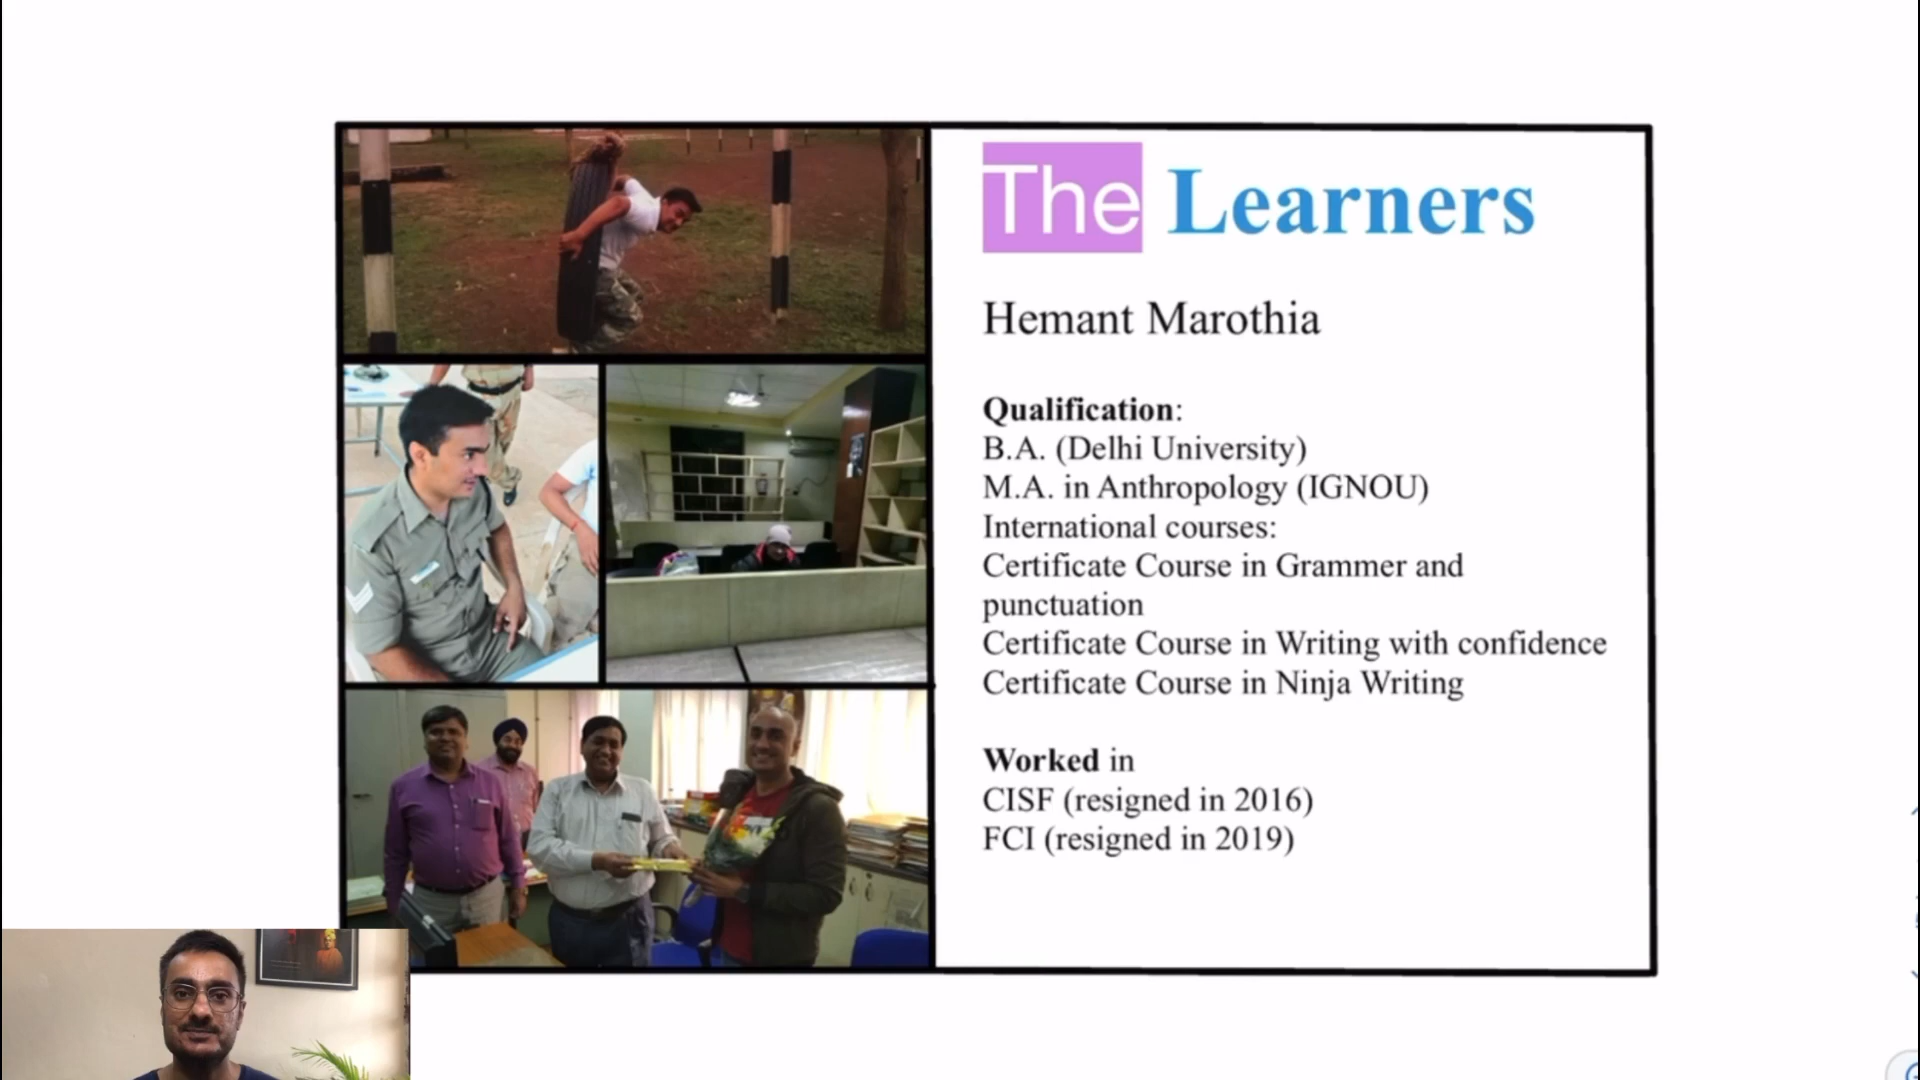 The Learners
Hemant Marothia
Qualification:
B.A. (Delhi University)
M.A. in Anthropology (IGNOU)
International courses:
Certificate Course in Grammer and
punctuation
Certificate Course in Writing with confidence
Certificate Course in Ninja Writing
Worked in
CISF (resigned in 2016)
FCI (resigned in 2019)